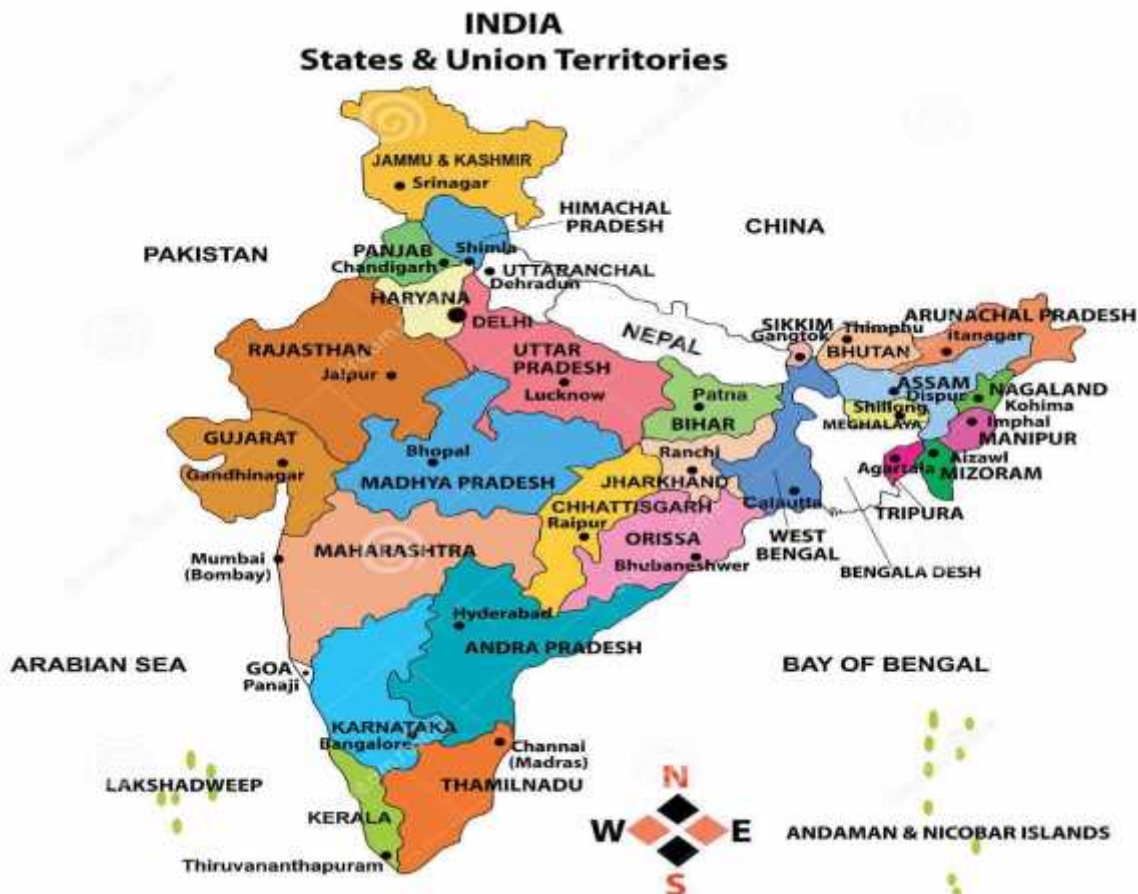 INDIA
States & Union Territories
JAMMU & KASHMIR
Srinagar
HIMACHAL
PRADESH
CHINA
PAKISTAN
PANJAB
Chandigarh
Shimla
UTTARANCHAL
Dehradun
HARYANA
DELHI
NEPAL
SIKKIM
Gangtok
Thimphu
BHUTAN
ARUNACHAL PRADESH
itanagar
RAJASTHAN
Jaipur
UTTAR
PRADESH
Lucknow
Patna
BIHAR
ASSAM
Dispur
NAGALAND
Kohima
Shillong
MEGHALAYA
Imphal
MANIPUR
GUJARAT
Gandhinagar
Bhopal
MADHYA PRADESH
Ranchi
JHARKHAND
Agartala
Aizawl
MIZORAM
TRIPURA
CHHATTISGARH
Raipur
Calautta
WEST
BENGAL
ORISSA
Bhubaneshwer
BENGALA DESH
MAHARASHTRA
Mumbai
(Bombay)
Hyderabad
ANDRA PRADESH
ARABIAN SEA
GOA
Panaji
BAY OF BENGAL
KARNATAKA
Bangalore
Channai
(Madras)
LAKSHADWEEP
THAMILNADU
KERALA
Thiruvananthapuram
N
W
E
S
ANDAMAN & NICOBAR ISLANDS